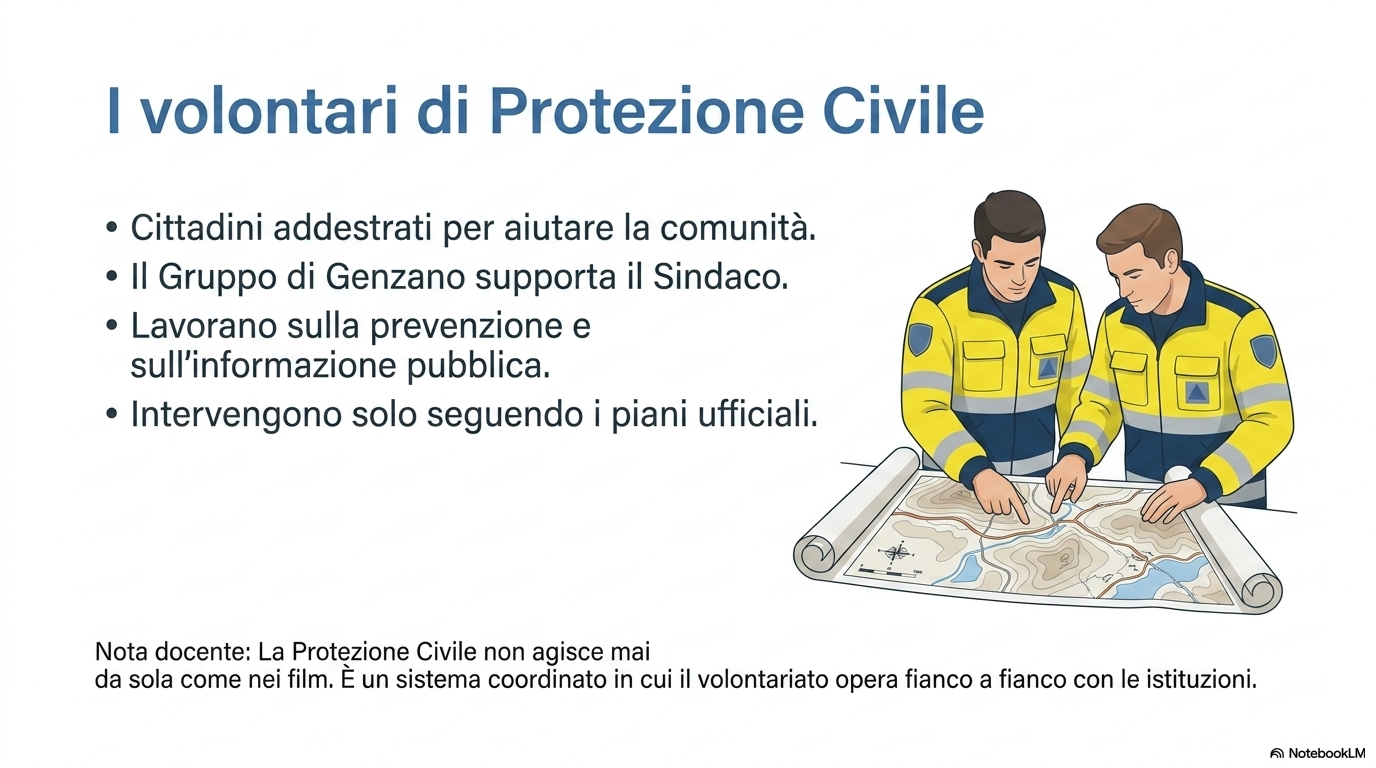 I volontari di Protezione Civile
• Cittadini addestrati per aiutare la comunità.
• Il Gruppo di Genzano supporta il Sindaco.
• Lavorano sulla prevenzione e
sull'informazione pubblica.
• Intervengono solo seguendo i piani ufficiali.
Nota docente: La Protezione Civile non agisce mai
da sola come nei film. È un sistema coordinato in cui il volontariato opera fianco a fianco con le istituzioni.
NotebookLM